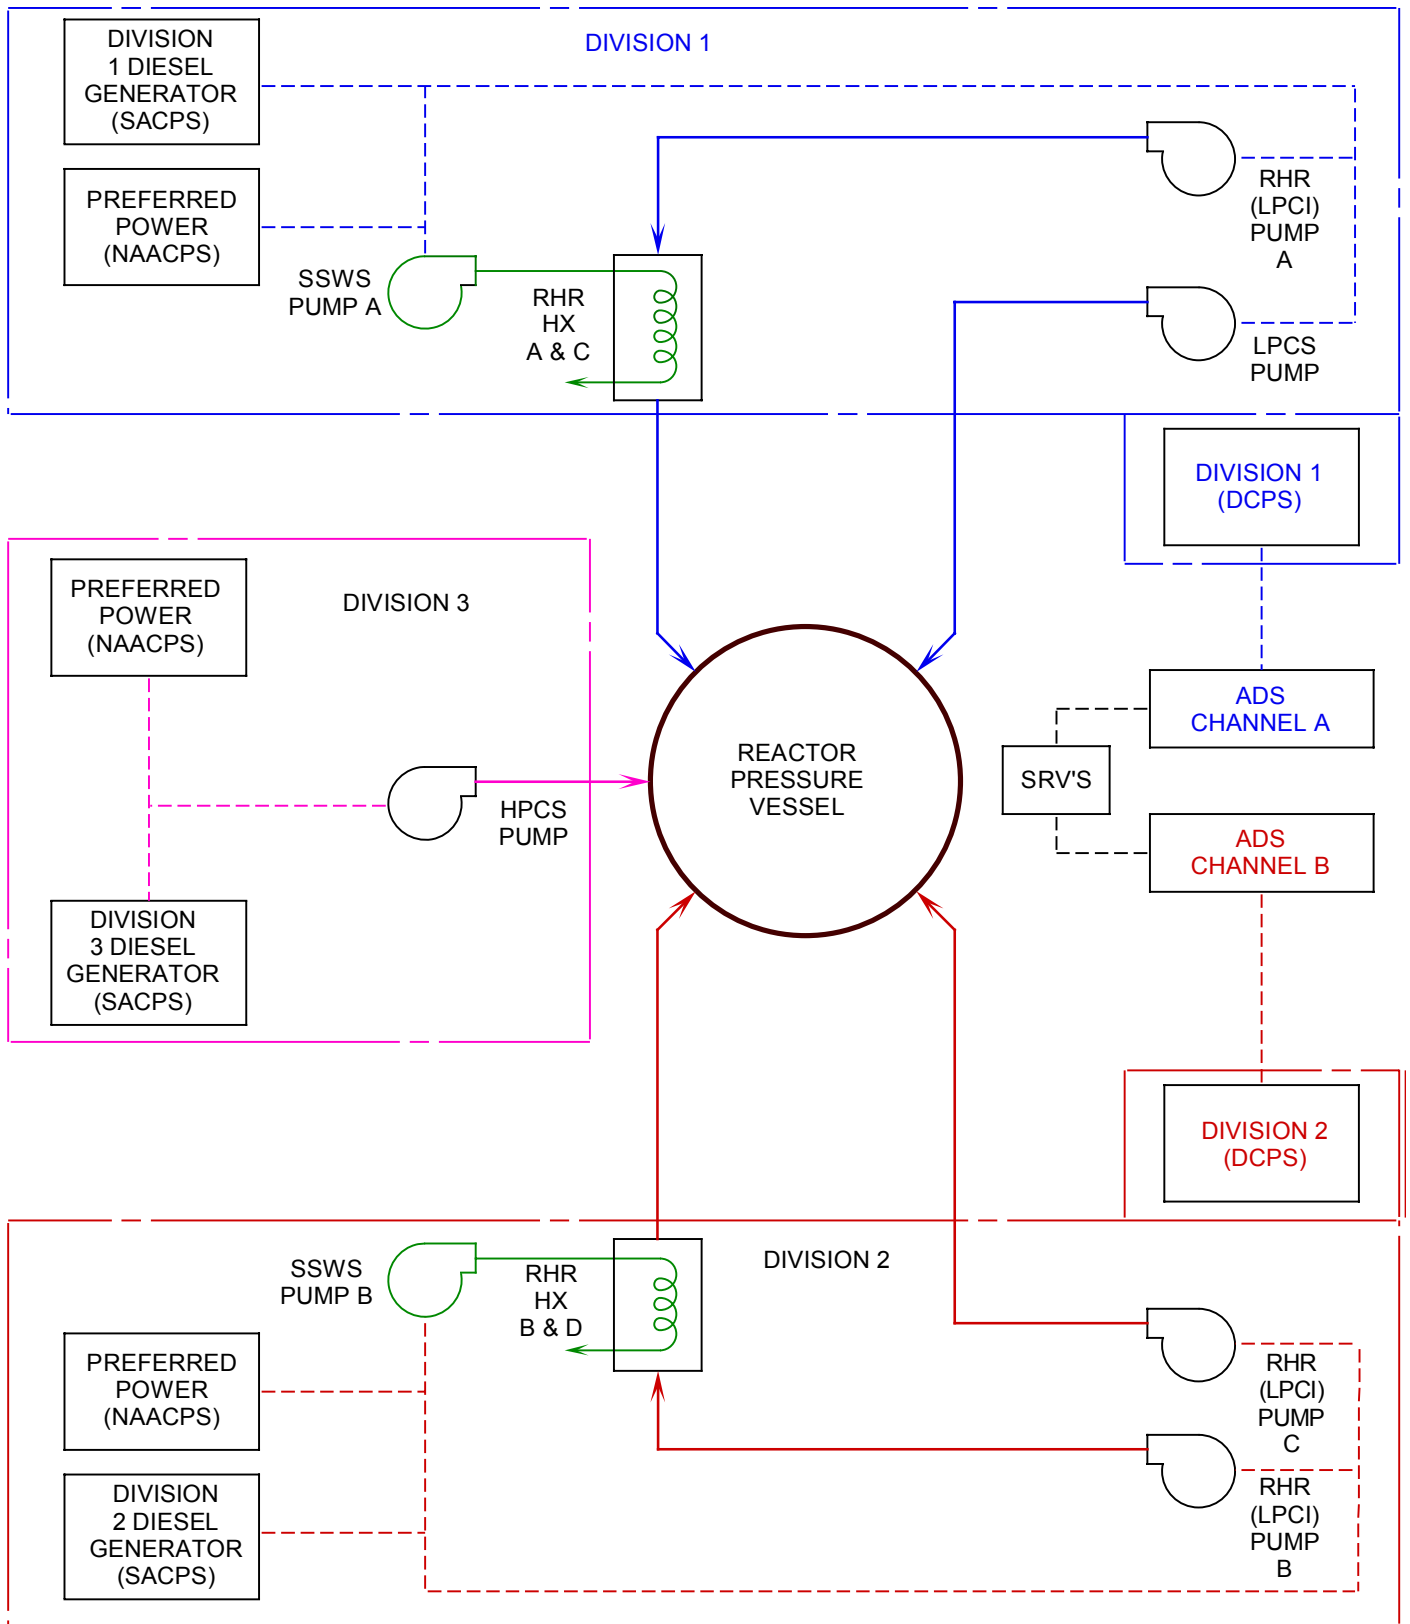 DIVISION
1 DIESEL
GENERATOR
(SACPS)
DIVISION 1
PREFERRED
POWER
(NAACPS)
SSWS
PUMP A
RHR
HX
A & C
RHR
(LPCI)
PUMP
A
LPCS
PUMP
DIVISION 1
(DCPS)
PREFERRED
POWER
(NAACPS)
DIVISION 3
HPCS
PUMP
DIVISION
3 DIESEL
GENERATOR
(SACPS)
REACTOR
PRESSURE
VESSEL
ADS
CHANNEL A
SRV'S
ADS
CHANNEL B
DIVISION 2
(DCPS)
SSWS
PUMP B
RHR
HX
B & D
DIVISION 2
PREFERRED
POWER
(NAACPS)
DIVISION
2 DIESEL
GENERATOR
(SACPS)
RHR
(LPCI)
PUMP
C
RHR
(LPCI)
PUMP
B